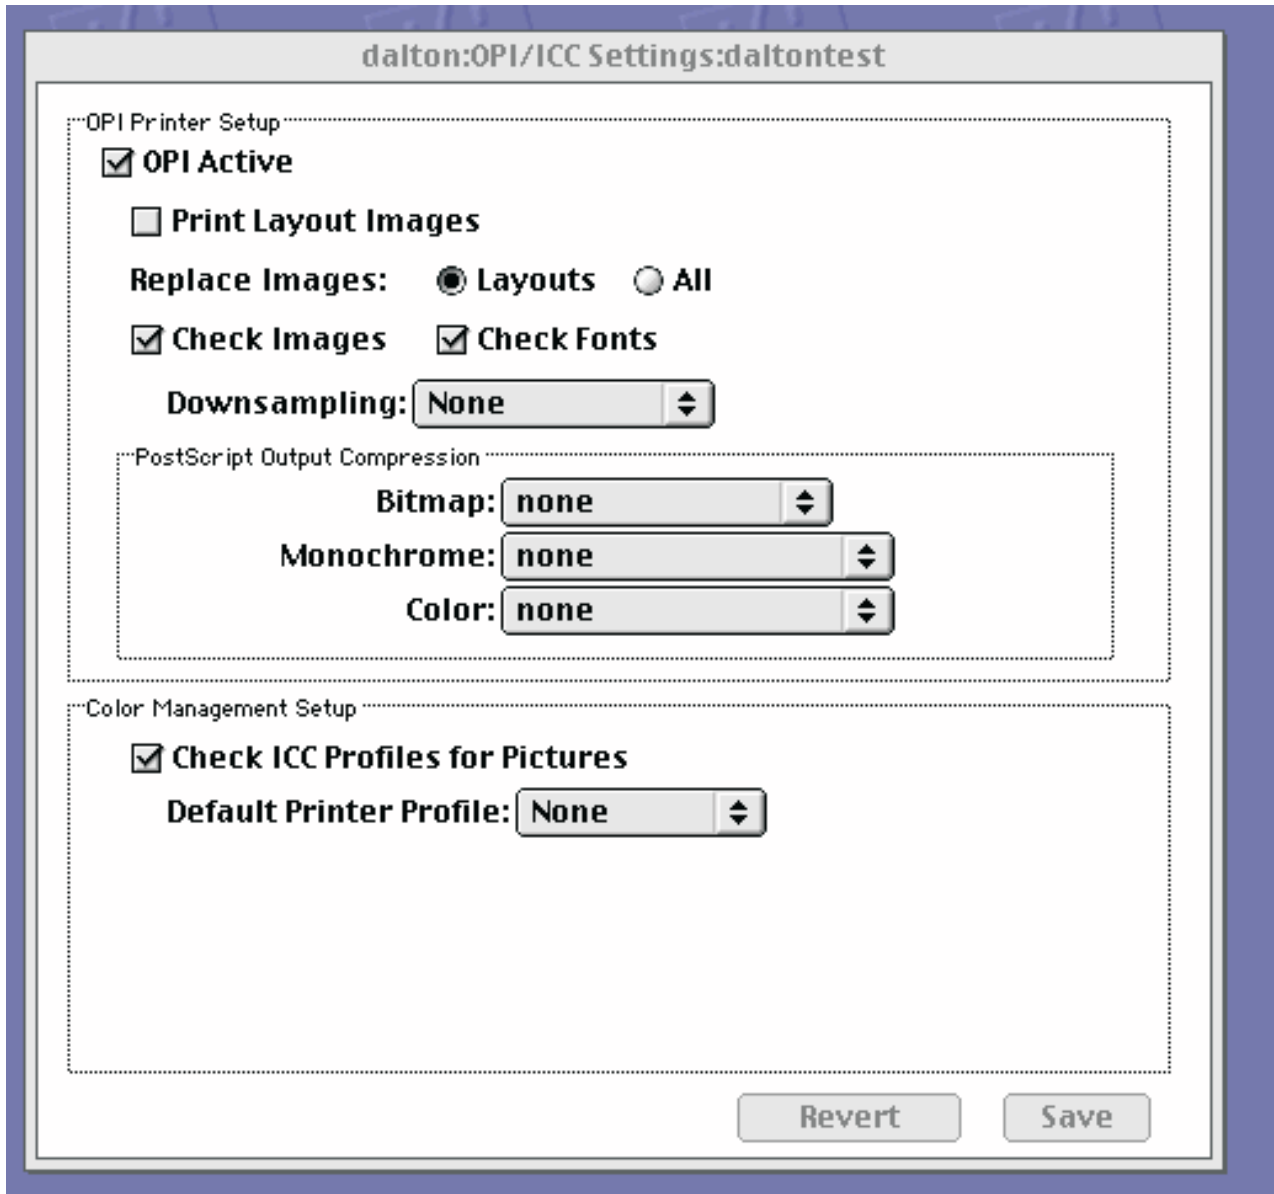 dalton:OPI/ICC Settings:daltontest
OPI Printer Setup
OPI Active
Print Layout Images
Replace Images: Layouts All
Check Images Check Fonts
Downsampling: None
PostScript Output Compression
Bitmap: none
Monochrome: none
Color: none
Color Management Setup
Check ICC Profiles for Pictures
Default Printer Profile: None
Revert Save